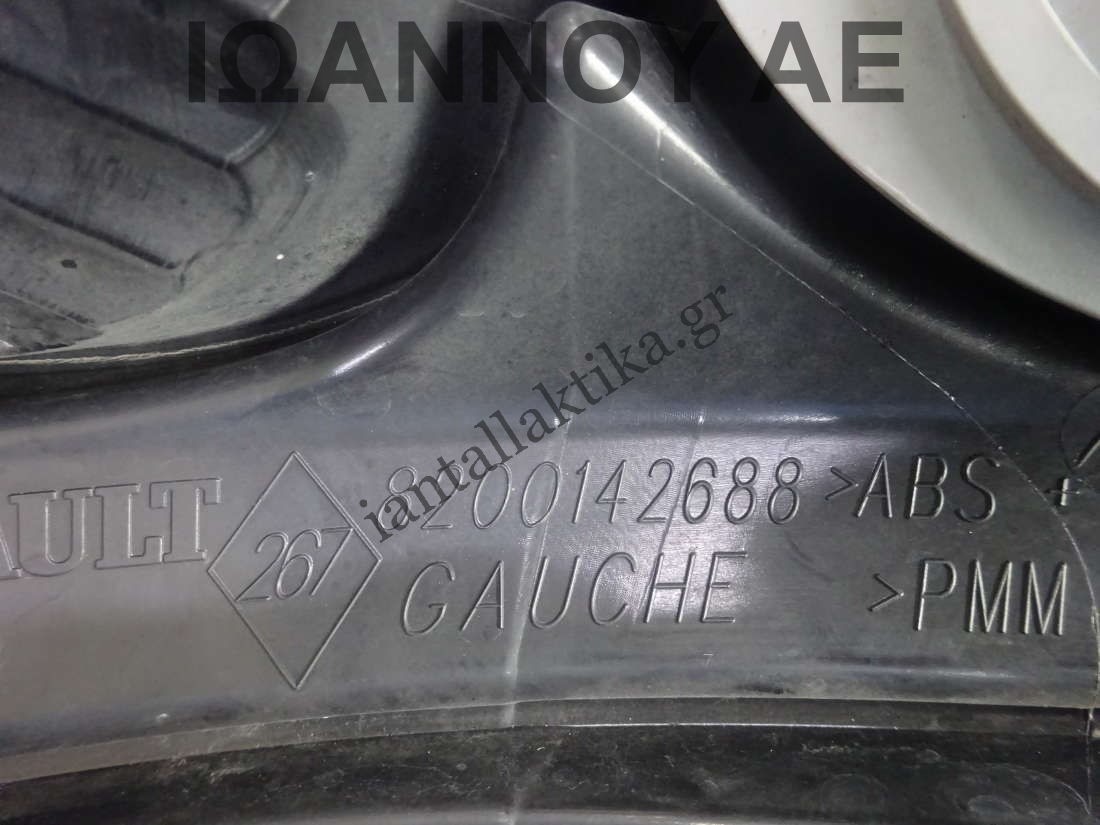 ΙΩΑΝΝΟΥ ΑΕ
iantallaktika.gr
AULT 267 8200142688 >ABS +
GAUCHE >PMM